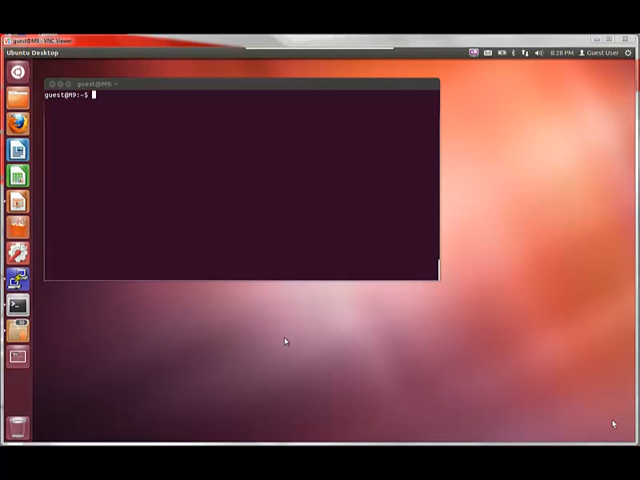 guest@M9 - VNC Viewer
Ubuntu Desktop
8:28 PM
Guest User
guest@M9: ~
guest@M9:~$